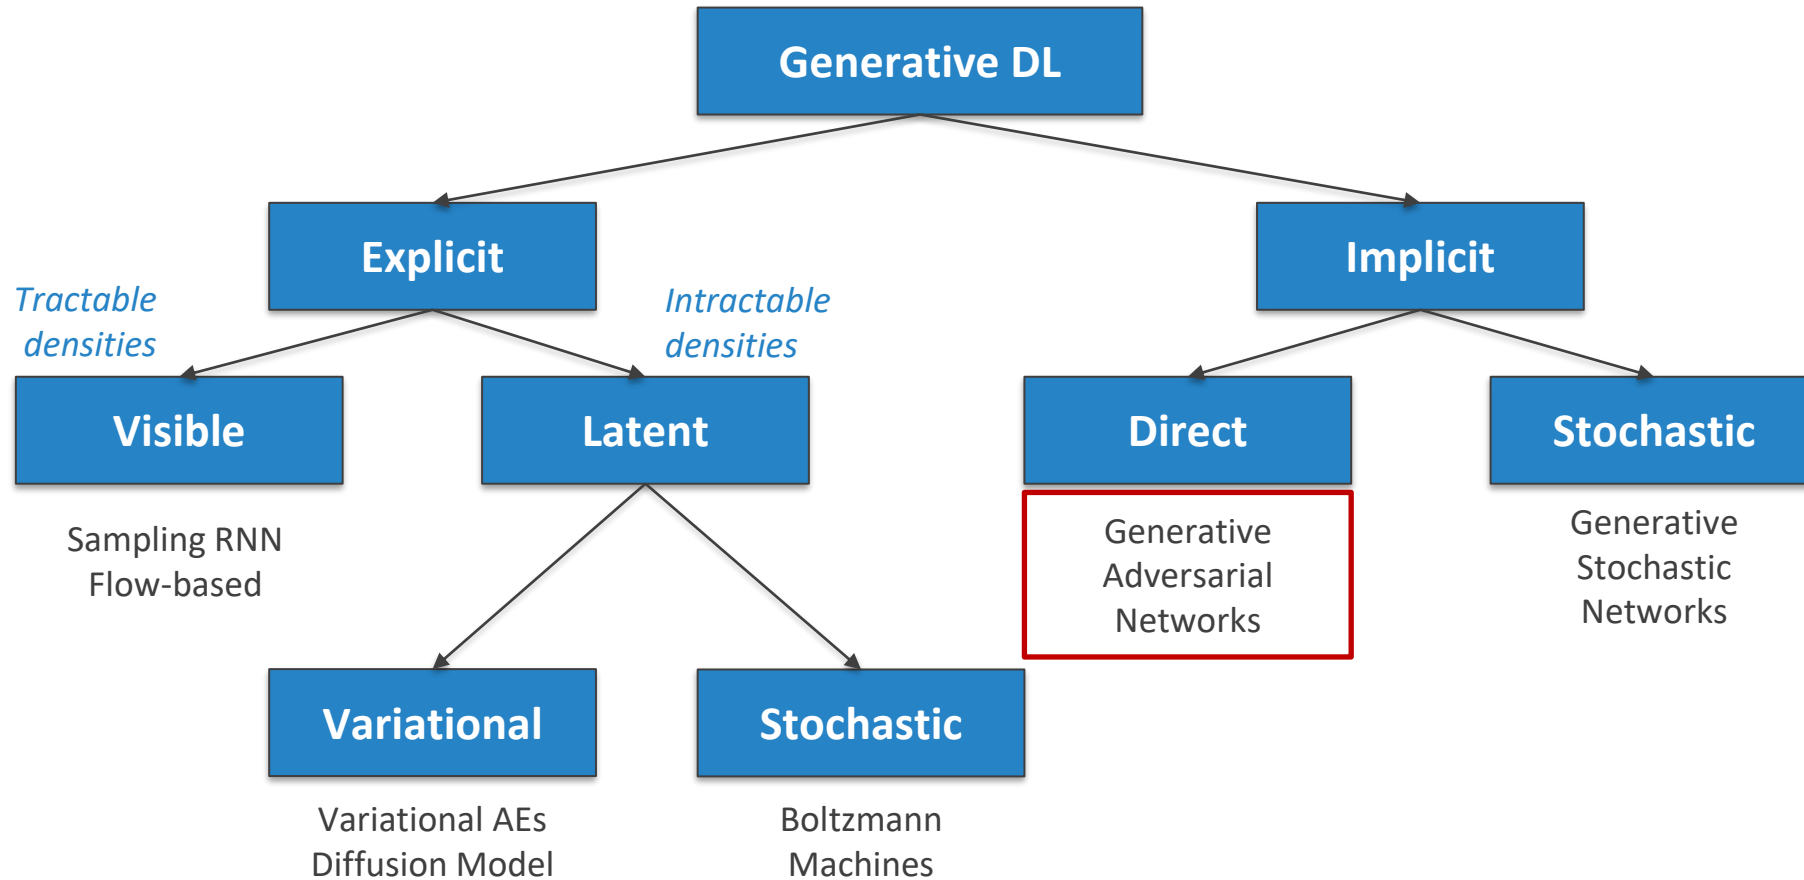 Generative DL
Explicit
Implicit
Tractable
densities
Intractable
densities
Visible
Latent
Direct
Stochastic
Sampling RNN
Flow-based
Generative
Adversarial
Networks
Generative
Stochastic
Networks
Variational
Stochastic
Variational AEs
Diffusion Model
Boltzmann
Machines